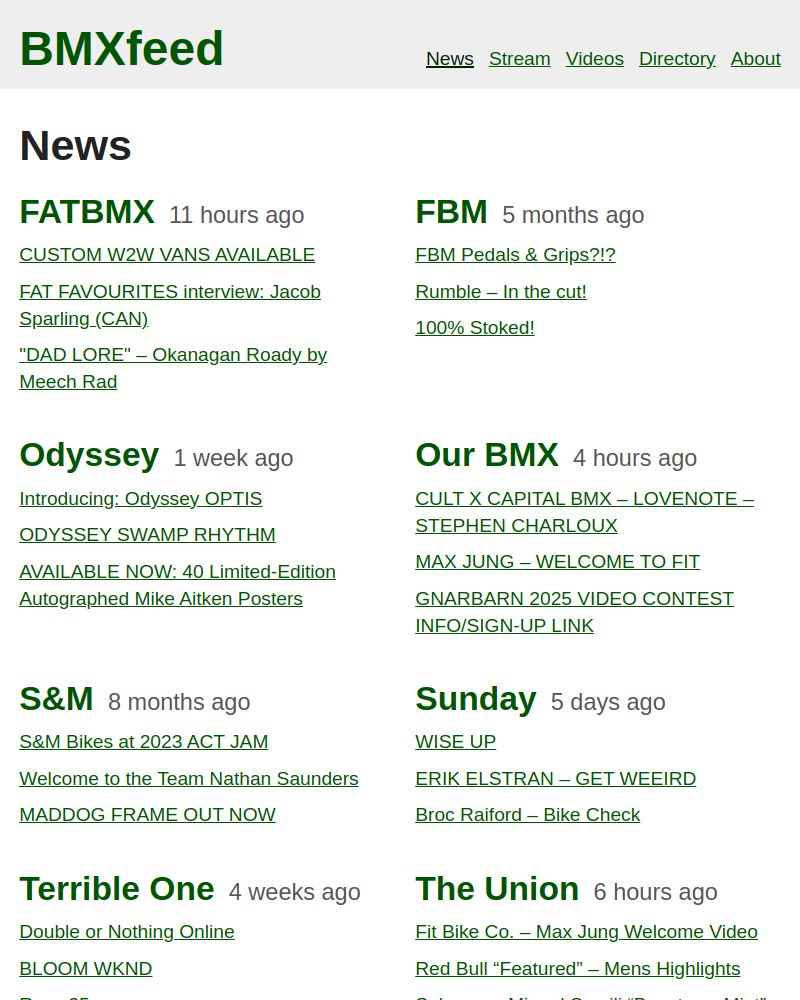 BMXfeed
News Stream Videos Directory About
News
FATBMX 11 hours ago
CUSTOM W2W VANS AVAILABLE
FAT FAVOURITES interview: Jacob
Sparling (CAN)
"DAD LORE" – Okanagan Roady by
Meech Rad
FBM 5 months ago
FBM Pedals & Grips?!?
Rumble – In the cut!
100% Stoked!
Odyssey 1 week ago
Introducing: Odyssey OPTIS
ODYSSEY SWAMP RHYTHM
AVAILABLE NOW: 40 Limited-Edition
Autographed Mike Aitken Posters
Our BMX 4 hours ago
CULT X CAPITAL BMX – LOVENOTE –
STEPHEN CHARLOUX
MAX JUNG – WELCOME TO FIT
GNARBARN 2025 VIDEO CONTEST
INFO/SIGN-UP LINK
S&M 8 months ago
S&M Bikes at 2023 ACT JAM
Welcome to the Team Nathan Saunders
MADDOG FRAME OUT NOW
Sunday 5 days ago
WISE UP
ERIK ELSTRAN – GET WEEIRD
Broc Raiford – Bike Check
Terrible One 4 weeks ago
Double or Nothing Online
BLOOM WKND
The Union 6 hours ago
Fit Bike Co. – Max Jung Welcome Video
Red Bull “Featured” – Mens Highlights